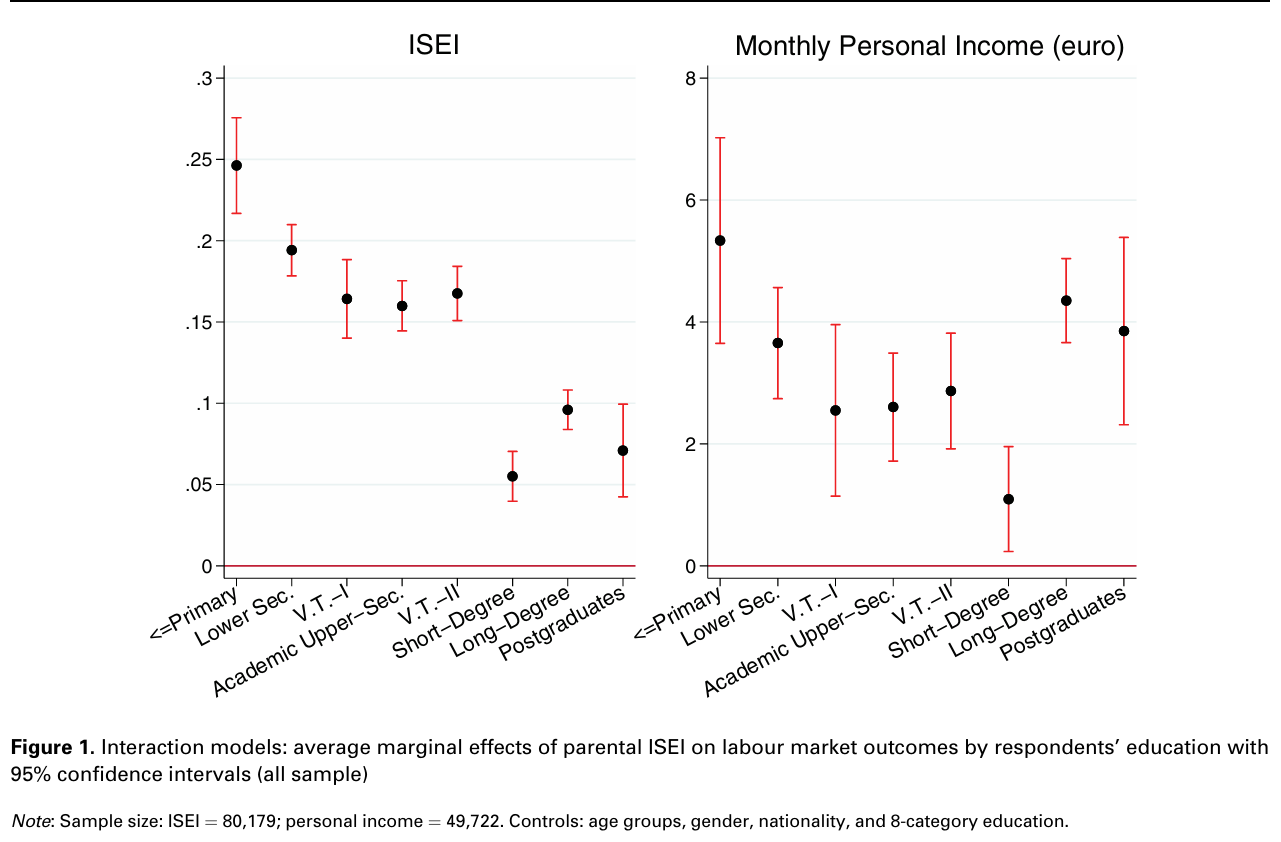 ISEI
.3
.25
.2
.15
.1
.05
0
<=Primary
Lower Sec.
V.T.–I
Academic Upper–Sec.
V.T.–II
Short–Degree
Long–Degree
Postgraduates
Monthly Personal Income (euro)
8
6
4
2
0
<=Primary
Lower Sec.
V.T.–I
Academic Upper–Sec.
V.T.–II
Short–Degree
Long–Degree
Postgraduates
Figure 1. Interaction models: average marginal effects of parental ISEI on labour market outcomes by respondents’ education with
95% confidence intervals (all sample)
Note: Sample size: ISEI = 80,179; personal income = 49,722. Controls: age groups, gender, nationality, and 8-category education.